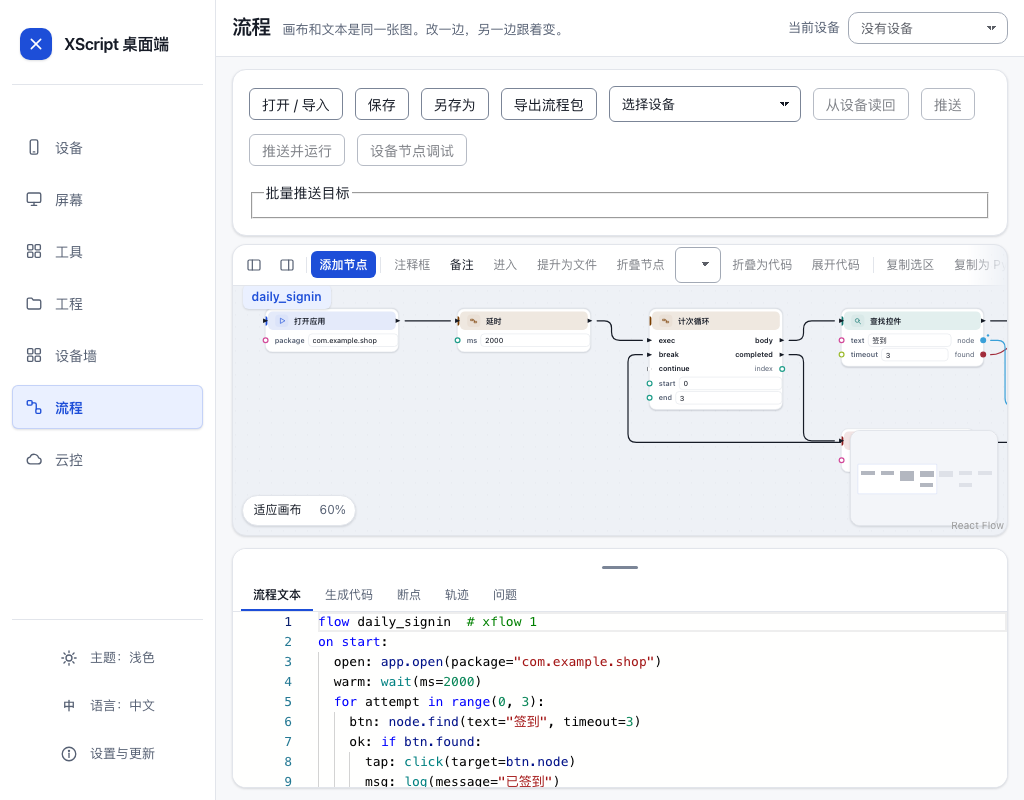 XScript 桌面端
设备
屏幕
工具
工程
设备墙
流程
云控
主题：浅色
中 语言：中文
设置与更新
流程 画布和文本是同一张图。改一边，另一边跟着变。
当前设备 没有设备
打开 / 导入 保存 另存为 导出流程包 选择设备 从设备读回 推送
推送并运行 设备节点调试
批量推送目标
添加节点 注释框 备注 进入 提升为文件 折叠节点 折叠为代码 展开代码 复制选区 复制为
daily_signin
打开应用
package com.example.shop
延时
ms 2000
计次循环
exec body
break completed
continue index
start 0
end 3
查找控件
text 签到 node
timeout 3 found
适应画布 60%
React Flow
流程文本 生成代码 断点 轨迹 问题
1 flow daily_signin  # xflow 1
2 on start:
3 open: app.open(package="com.example.shop")
4 warm: wait(ms=2000)
5 for attempt in range(0, 3):
6 btn: node.find(text="签到", timeout=3)
7 ok: if btn.found:
8 tap: click(target=btn.node)
9 msg: log(message="已签到")